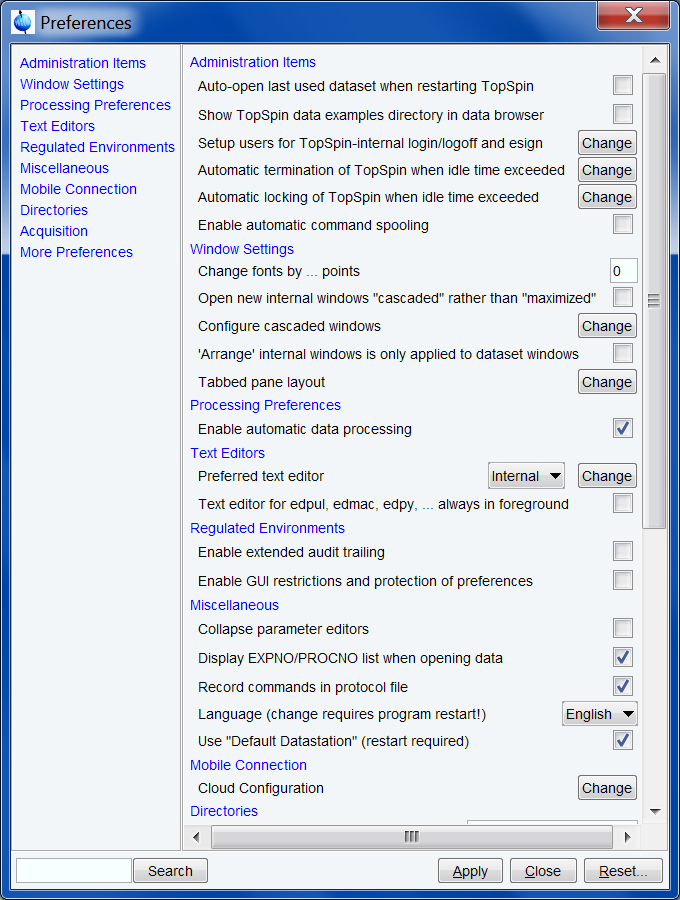 Preferences
Administration Items
Window Settings
Processing Preferences
Text Editors
Regulated Environments
Miscellaneous
Mobile Connection
Directories
Acquisition
More Preferences
Administration Items
Auto-open last used dataset when restarting TopSpin
Show TopSpin data examples directory in data browser
Setup users for TopSpin-internal login/logoff and esign Change
Automatic termination of TopSpin when idle time exceeded Change
Automatic locking of TopSpin when idle time exceeded Change
Enable automatic command spooling
Window Settings
Change fonts by ... points 0
Open new internal windows "cascaded" rather than "maximized"
Configure cascaded windows Change
'Arrange' internal windows is only applied to dataset windows
Tabbed pane layout Change
Processing Preferences
Enable automatic data processing
Text Editors
Preferred text editor Internal Change
Text editor for edpul, edmac, edpy, ... always in foreground
Regulated Environments
Enable extended audit trailing
Enable GUI restrictions and protection of preferences
Miscellaneous
Collapse parameter editors
Display EXPNO/PROCNO list when opening data
Record commands in protocol file
Language (change requires program restart!) English
Use "Default Datastation" (restart required)
Mobile Connection
Cloud Configuration Change
Directories
Search Apply Close Reset...